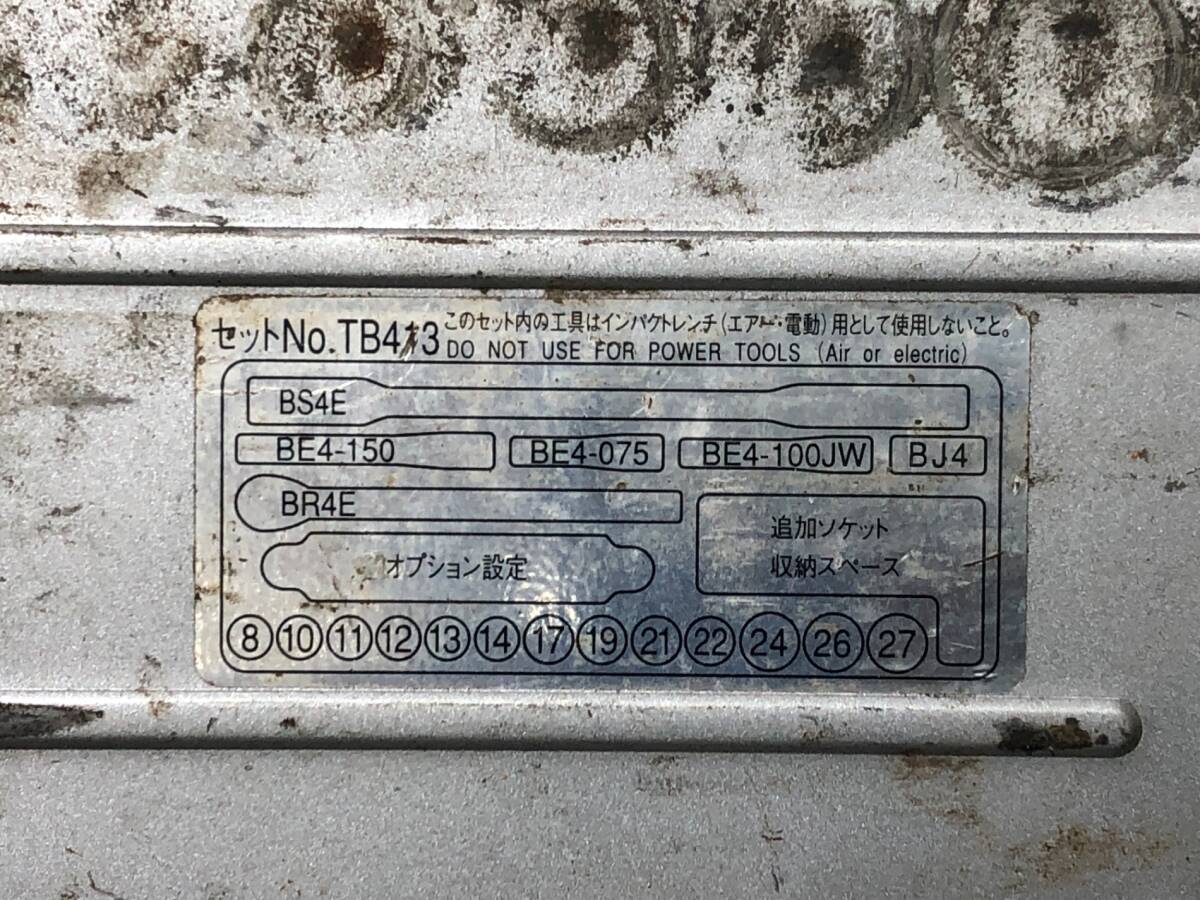 セットNo.TB413 このセット内の工具はインパクトレンチ(エアー・電動)用として使用しないこと。
DO NOT USE FOR POWER TOOLS (Air or electric)
BS4E
BE4-150 BE4-075 BE4-100JW BJ4
BR4E
追加ソケット
収納スペース
オプション設定
8 10 11 12 13 14 17 19 21 22 24 26 27